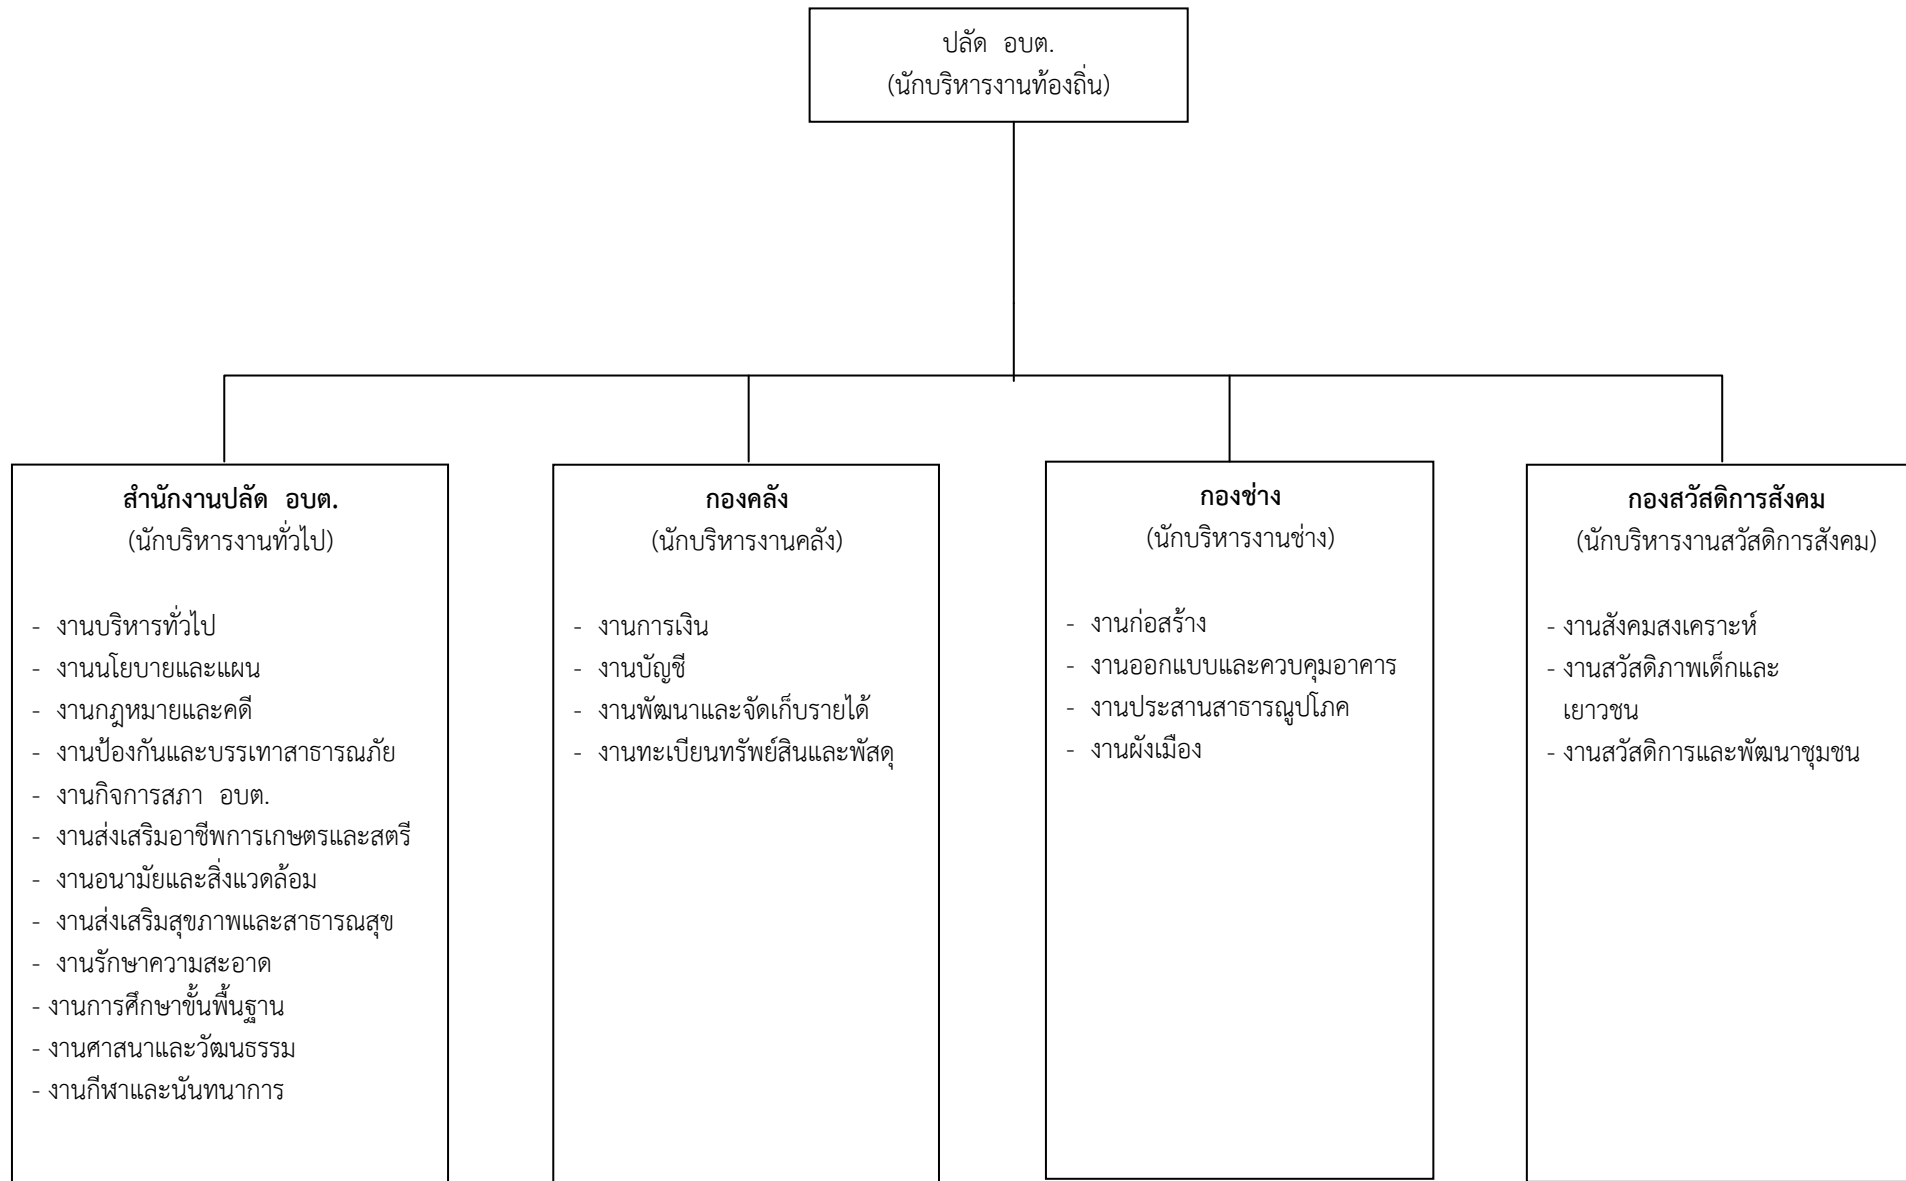 ปลัด อบต.
(นักบริหารงานท้องถิ่น)
สำนักงานปลัด อบต.
(นักบริหารงานทั่วไป)
- งานบริหารทั่วไป
- งานนโยบายและแผน
- งานกฎหมายและคดี
- งานป้องกันและบรรเทาสาธารณภัย
- งานกิจการสภา อบต.
- งานส่งเสริมอาชีพการเกษตรและสตรี
- งานอนามัยและสิ่งแวดล้อม
- งานส่งเสริมสุขภาพและสาธารณสุข
- งานรักษาความสะอาด
- งานการศึกษาขั้นพื้นฐาน
- งานศาสนาและวัฒนธรรม
- งานกีฬาและนันทนาการ
กองคลัง
(นักบริหารงานคลัง)
- งานการเงิน
- งานบัญชี
- งานพัฒนาและจัดเก็บรายได้
- งานทะเบียนทรัพย์สินและพัสดุ
กองช่าง
(นักบริหารงานช่าง)
- งานก่อสร้าง
- งานออกแบบและควบคุมอาคาร
- งานประสานสาธารณูปโภค
- งานผังเมือง
กองสวัสดิการสังคม
(นักบริหารงานสวัสดิการสังคม)
- งานสังคมสงเคราะห์
- งานสวัสดิภาพเด็กและ
เยาวชน
- งานสวัสดิการและพัฒนาชุมชน